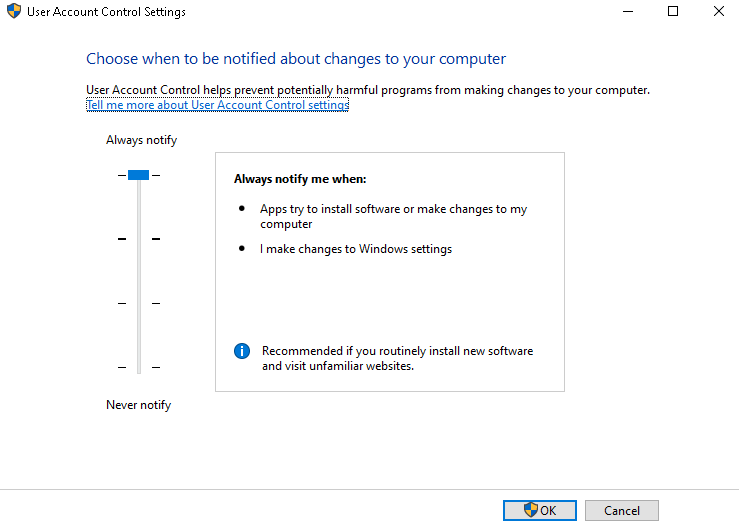 User Account Control Settings
Choose when to be notified about changes to your computer
User Account Control helps prevent potentially harmful programs from making changes to your computer.
Tell me more about User Account Control settings
Always notify
Always notify me when:
• Apps try to install software or make changes to my
computer
• I make changes to Windows settings
Recommended if you routinely install new software
and visit unfamiliar websites.
Never notify
OK
Cancel